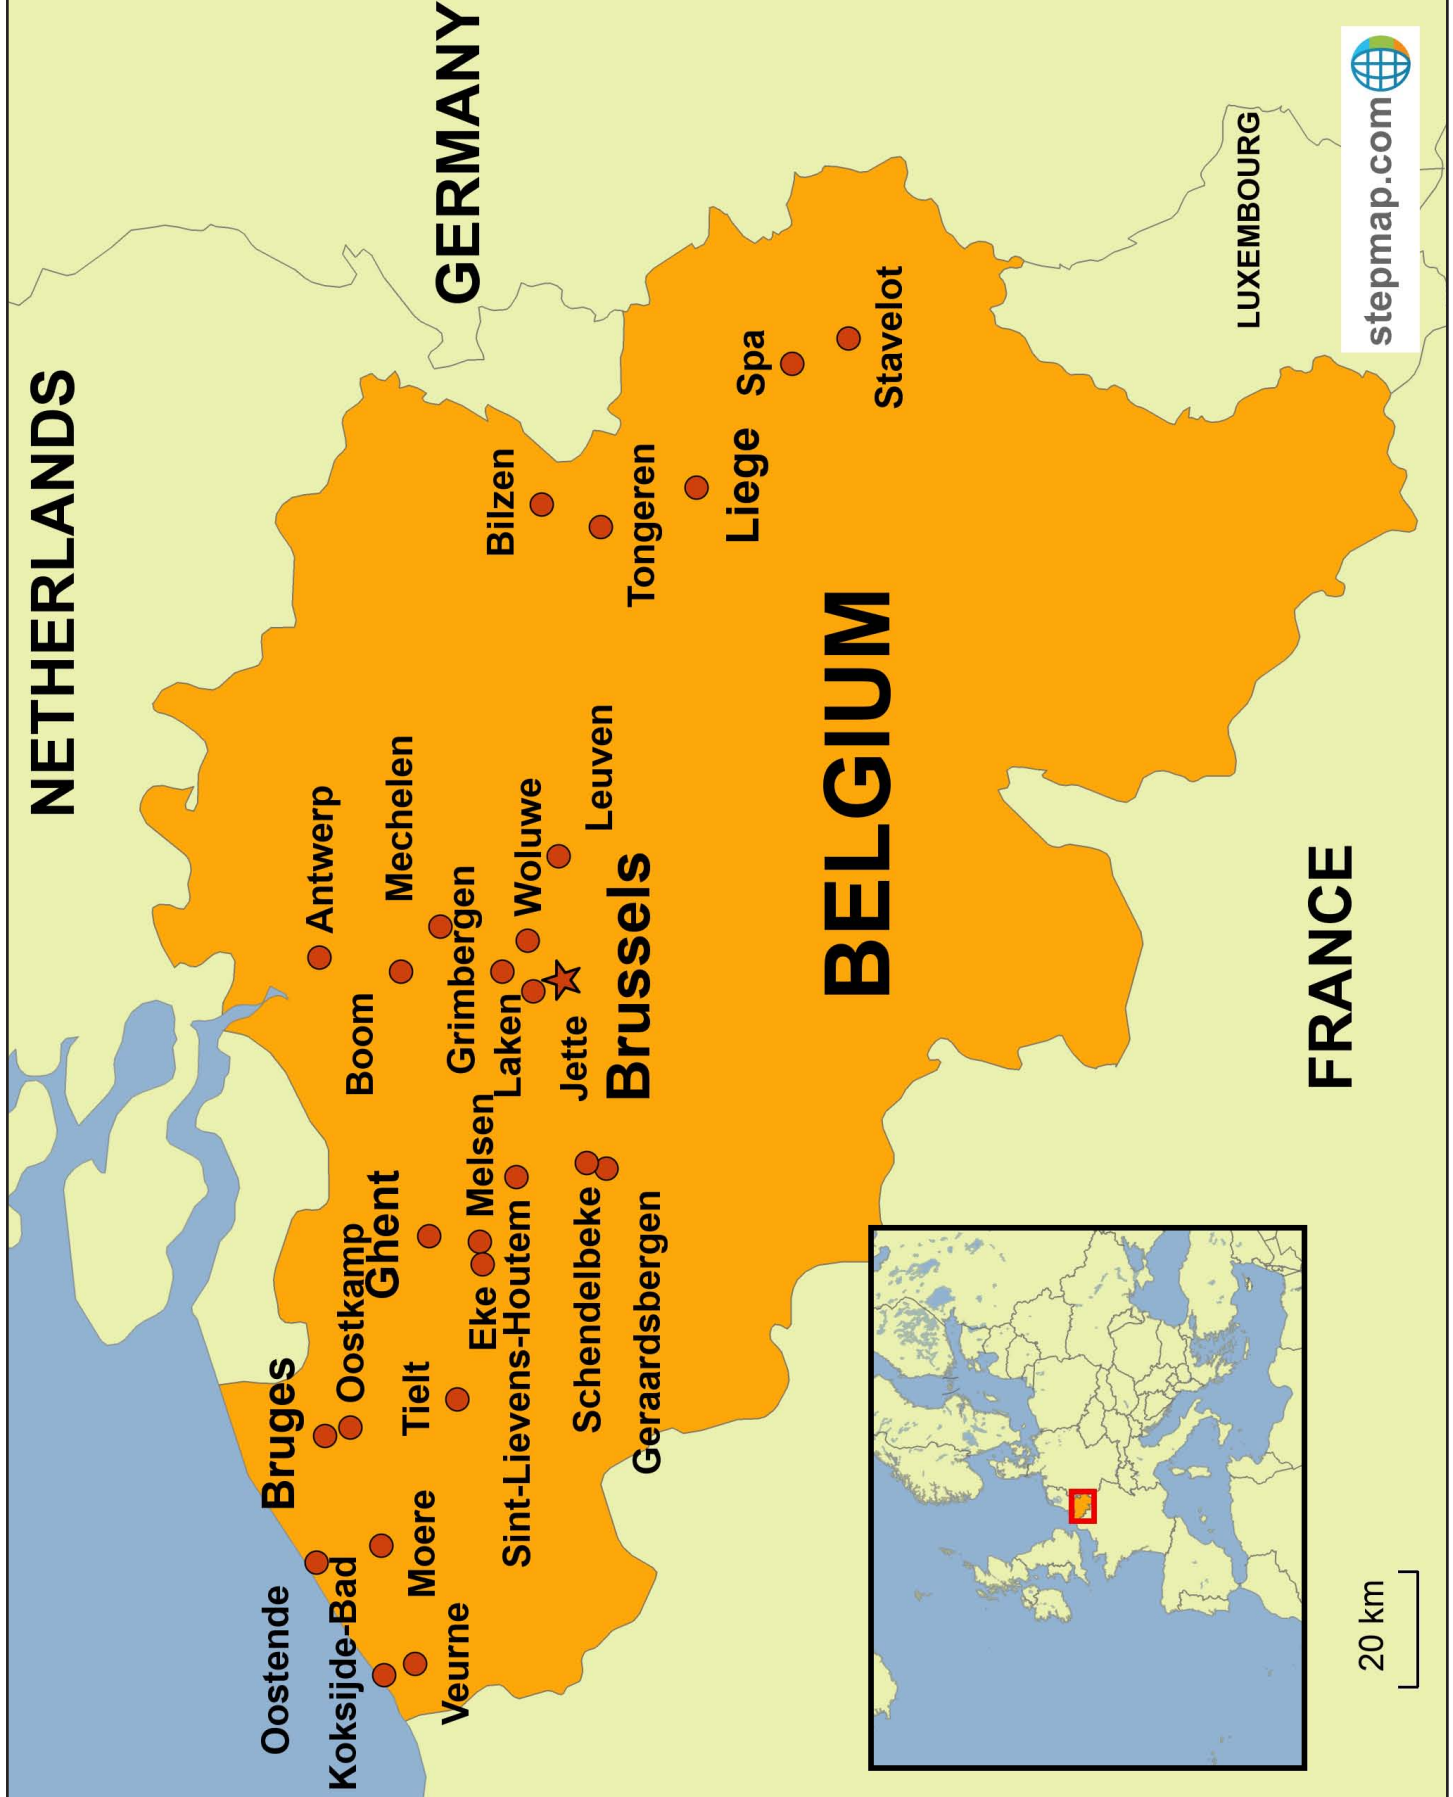 NETHERLANDS
GERMANY
Antwerp
Bruges
Oostende
Oostkamp
Koksijde-Bad
Boom
Mechelen
Ghent
Tielt
Moere
Veurne
Grimbergen
Melsen
Eke
Bilzen
Laken
Woluwe
Sint-Lievens-Houtem
Jette
Leuven
Schendelbeke
Brussels
Geraardsbergen
Tongeren
Liege
Spa
Stavelot
BELGIUM
LUXEMBOURG
FRANCE
20 km
stepmap.com